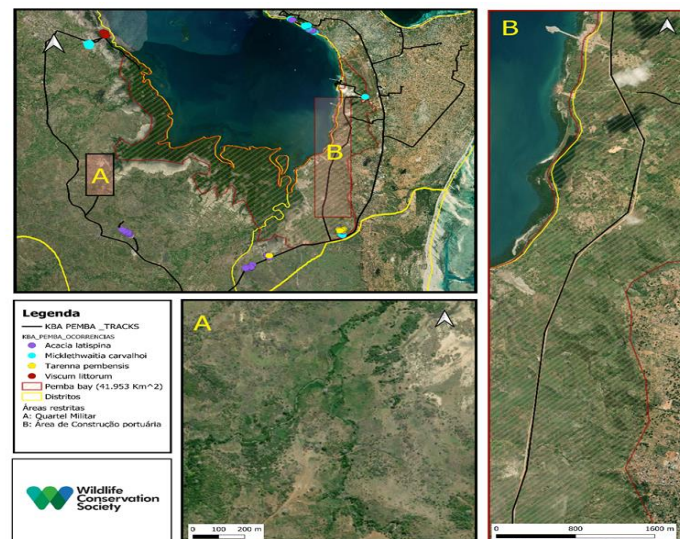 A
B
B
Legenda
KBA PEMBA _TRACKS
KBA_PEMBA_OCORRENCIAS
Acacia latispina
Micklethwaitia carvalhoi
Tarenna pembensis
Viscum littorum
Pemba bay (41.953 Km^2)
Distritos
Áreas restritas
A: Quartel Militar
B: Área de Construção portuária
Wildlife
Conservation
Society
A
0 100 200 m
0 800 1600 m